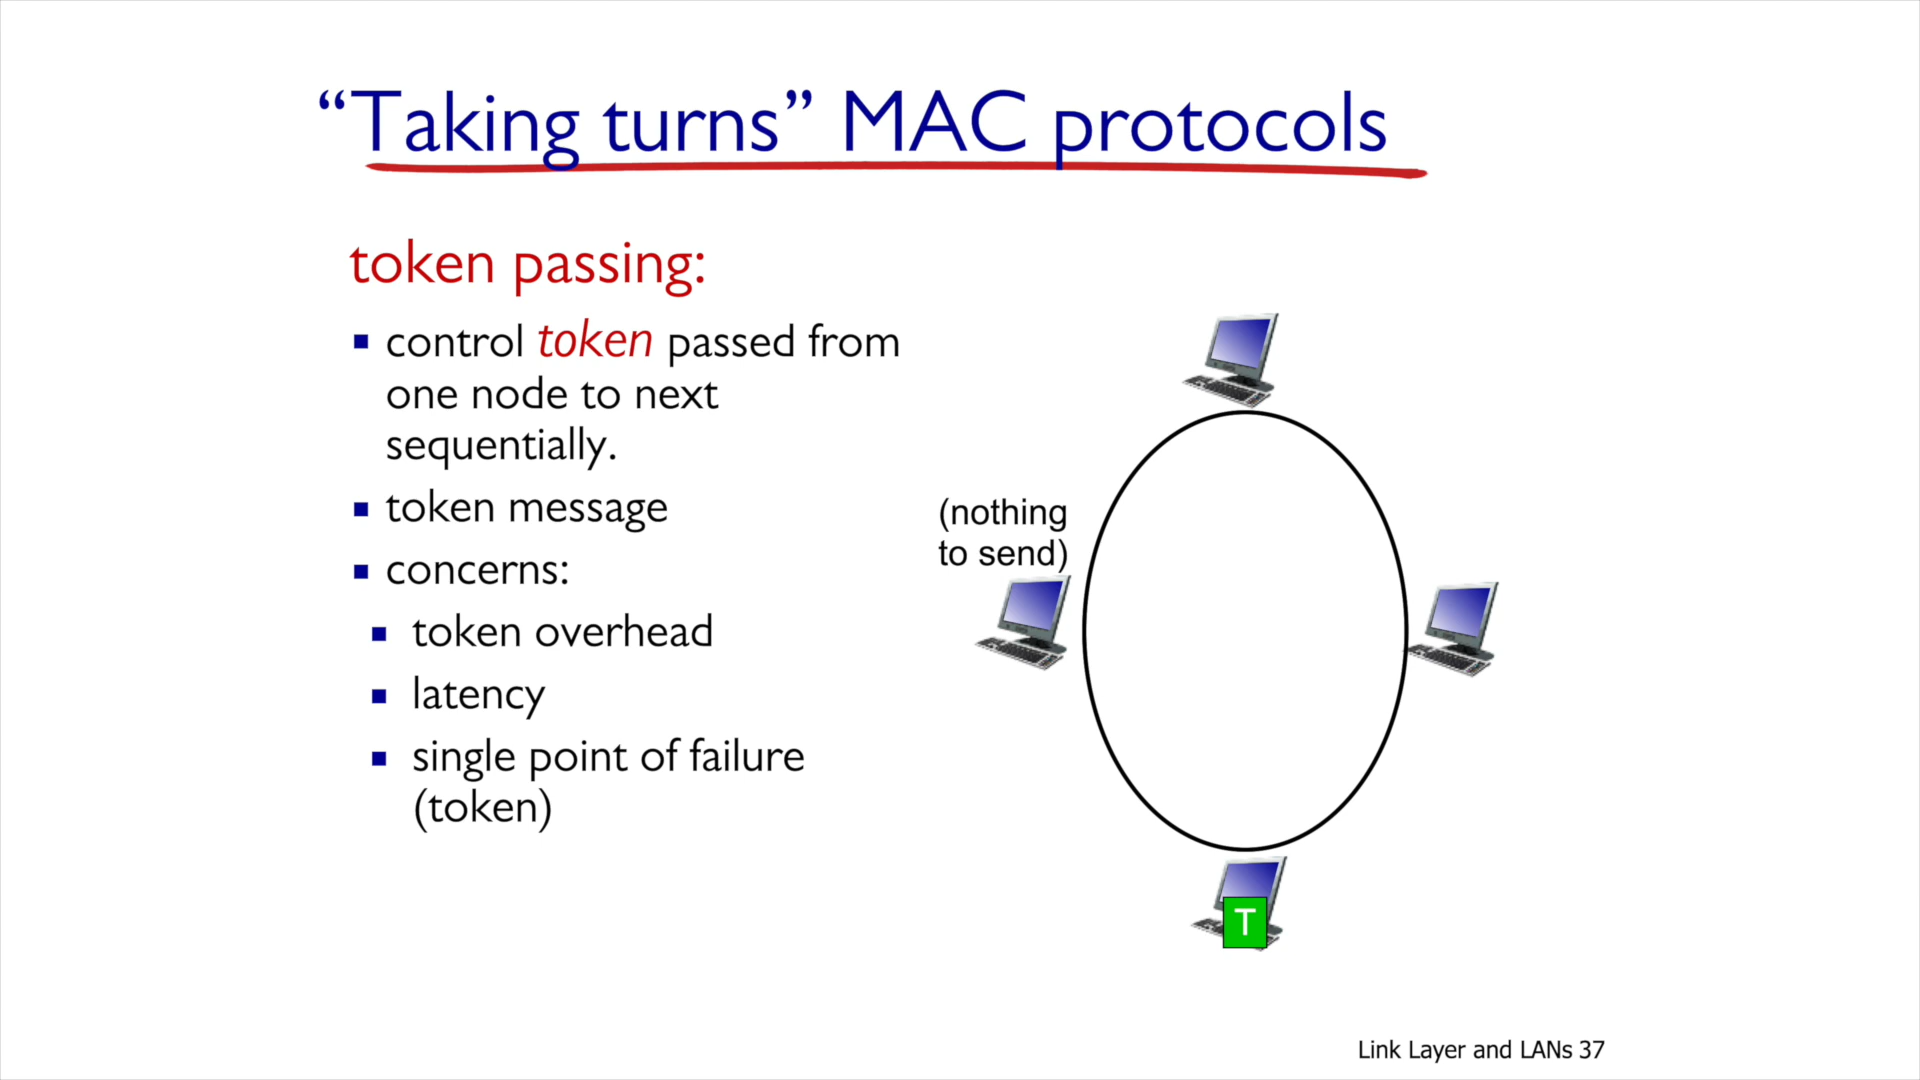 “Taking turns” MAC protocols
token passing:
▪ control token passed from
one node to next
sequentially.
▪ token message
▪ concerns:
▪ token overhead
▪ latency
▪ single point of failure
(token)
(nothing
to send)
T
Link Layer and LANs 37